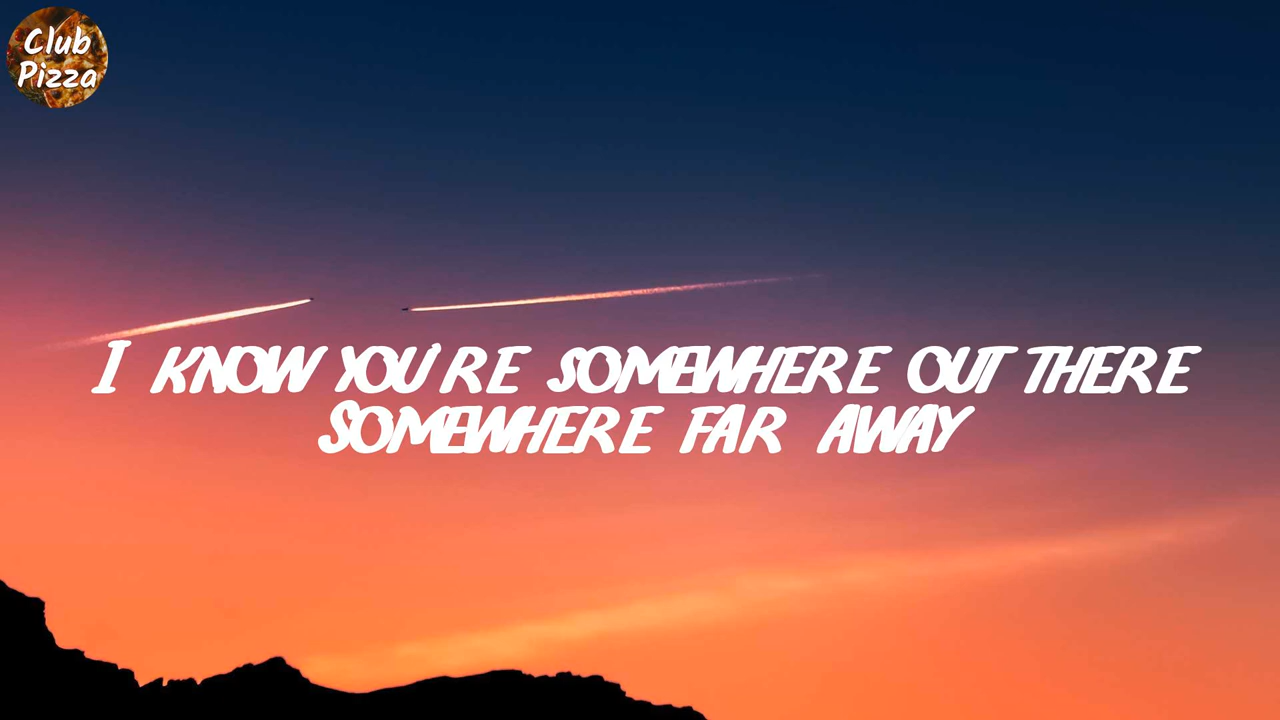 Club
Pizza
I KNOW YOU'RE SOMEWHERE OUT THERE
SOMEWHERE FAR AWAY